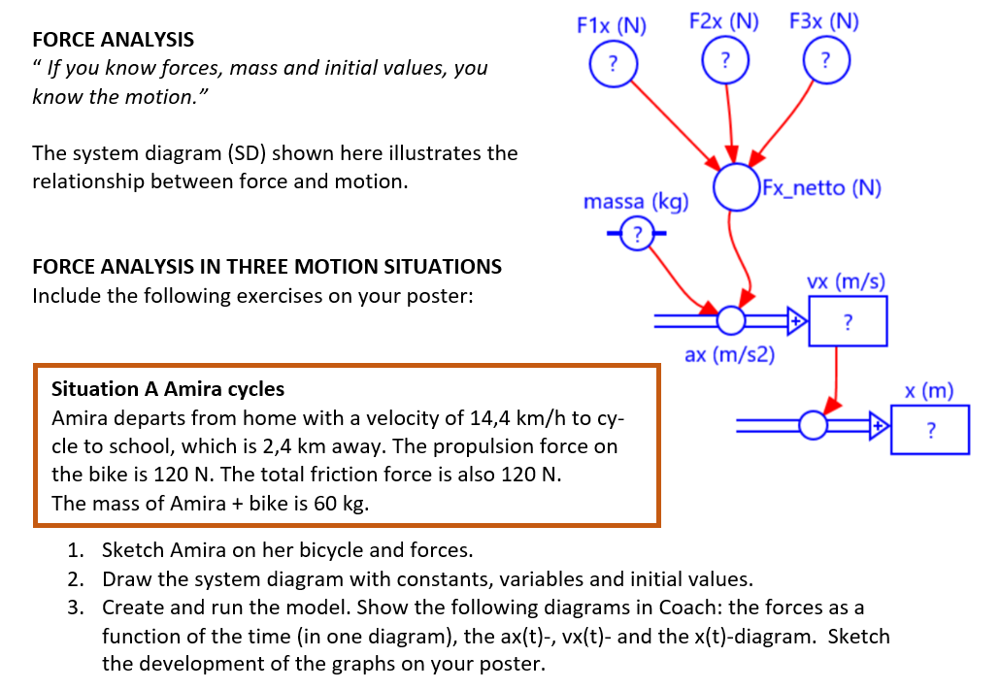 FORCE ANALYSIS
“ If you know forces, mass and initial values, you
know the motion.”
The system diagram (SD) shown here illustrates the
relationship between force and motion.
F1x (N)
F2x (N)
F3x (N)
?
?
?
Fx_netto (N)
massa (kg)
?
vx (m/s)
?
ax (m/s2)
x (m)
?
FORCE ANALYSIS IN THREE MOTION SITUATIONS
Include the following exercises on your poster:
Situation A Amira cycles
Amira departs from home with a velocity of 14,4 km/h to cy-
cle to school, which is 2,4 km away. The propulsion force on
the bike is 120 N. The total friction force is also 120 N.
The mass of Amira + bike is 60 kg.
1. Sketch Amira on her bicycle and forces.
2. Draw the system diagram with constants, variables and initial values.
3. Create and run the model. Show the following diagrams in Coach: the forces as a
function of the time (in one diagram), the ax(t)-, vx(t)- and the x(t)-diagram. Sketch
the development of the graphs on your poster.